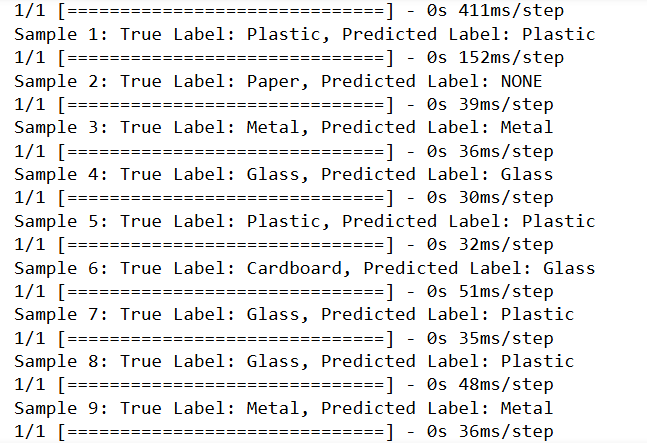 1/1 [==============================] - 0s 411ms/step
Sample 1: True Label: Plastic, Predicted Label: Plastic
1/1 [==============================] - 0s 152ms/step
Sample 2: True Label: Paper, Predicted Label: NONE
1/1 [==============================] - 0s 39ms/step
Sample 3: True Label: Metal, Predicted Label: Metal
1/1 [==============================] - 0s 36ms/step
Sample 4: True Label: Glass, Predicted Label: Glass
1/1 [==============================] - 0s 30ms/step
Sample 5: True Label: Plastic, Predicted Label: Plastic
1/1 [==============================] - 0s 32ms/step
Sample 6: True Label: Cardboard, Predicted Label: Glass
1/1 [==============================] - 0s 51ms/step
Sample 7: True Label: Glass, Predicted Label: Plastic
1/1 [==============================] - 0s 35ms/step
Sample 8: True Label: Glass, Predicted Label: Plastic
1/1 [==============================] - 0s 48ms/step
Sample 9: True Label: Metal, Predicted Label: Metal
1/1 [==============================] - 0s 36ms/step